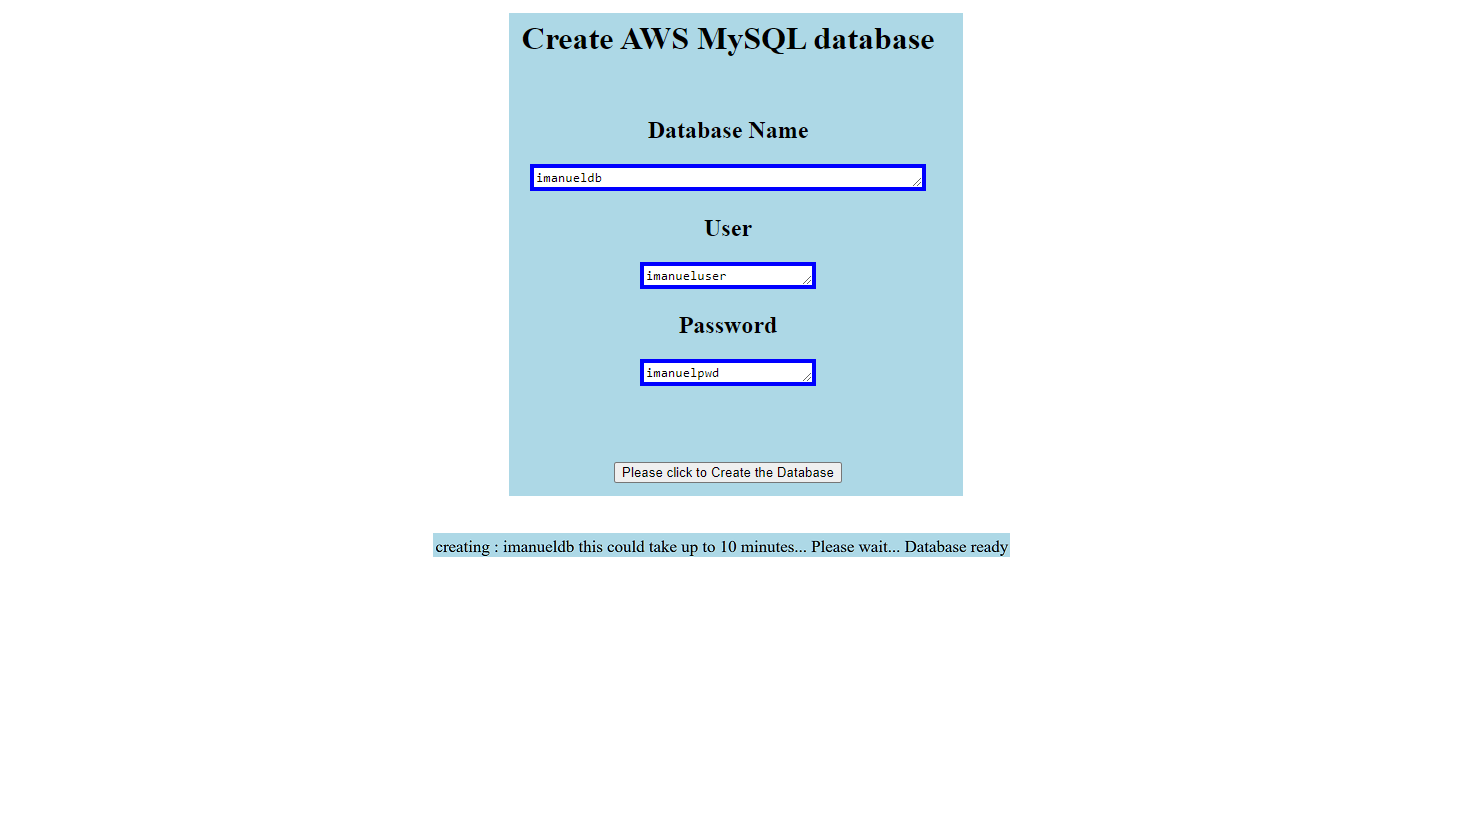 Create AWS MySQL database
Database Name
imanueldb
User
imanueluser
Password
imanuelpwd
Please click to Create the Database
creating : imanueldb this could take up to 10 minutes... Please wait... Database ready